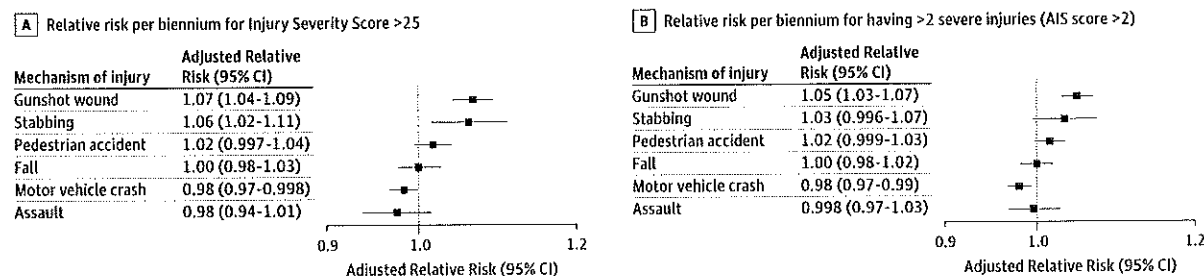 A Relative risk per biennium for Injury Severity Score >25
Adjusted Relative
Mechanism of injury Risk (95% CI)
Gunshot wound 1.07 (1.04-1.09)
Stabbing 1.06 (1.02-1.11)
Pedestrian accident 1.02 (0.997-1.04)
Fall 1.00 (0.98-1.03)
Motor vehicle crash 0.98 (0.97-0.998)
Assault 0.98 (0.94-1.01)
0.9 1.0 1.2
Adjusted Relative Risk (95% CI)
B Relative risk per biennium for having >2 severe injuries (AIS score >2)
Adjusted Relative
Mechanism of injury Risk (95% CI)
Gunshot wound 1.05 (1.03-1.07)
Stabbing 1.03 (0.996-1.07)
Pedestrian accident 1.02 (0.999-1.03)
Fall 1.00 (0.98-1.02)
Motor vehicle crash 0.98 (0.97-0.99)
Assault 0.998 (0.97-1.03)
0.9 1.0 1.2
Adjusted Relative Risk (95% CI)